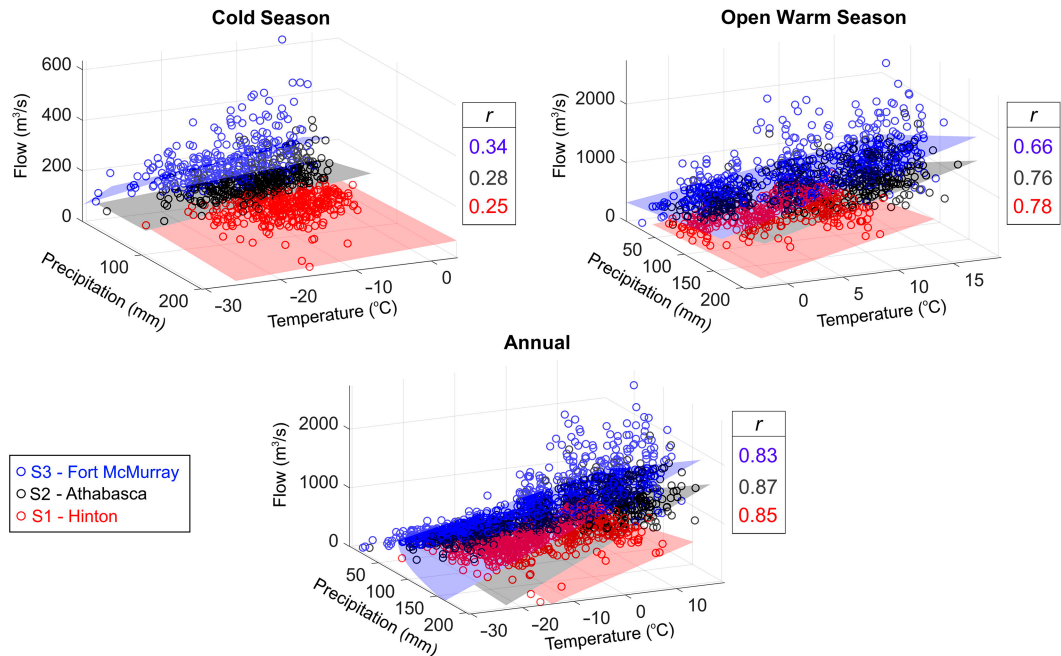 Cold Season
Flow (m³/s)
600
400
200
0
100
200
Precipitation (mm)
−30
−20
−10
0
Temperature (°C)
r
0.34
0.28
0.25
Open Warm Season
Flow (m³/s)
2000
1000
0
50
100
150
200
Precipitation (mm)
0
5
10
15
Temperature (°C)
r
0.66
0.76
0.78
Annual
Flow (m³/s)
2000
1000
0
50
100
150
200
Precipitation (mm)
−30
−20
−10
0
10
Temperature (°C)
r
0.83
0.87
0.85
S3 - Fort McMurray
S2 - Athabasca
S1 - Hinton